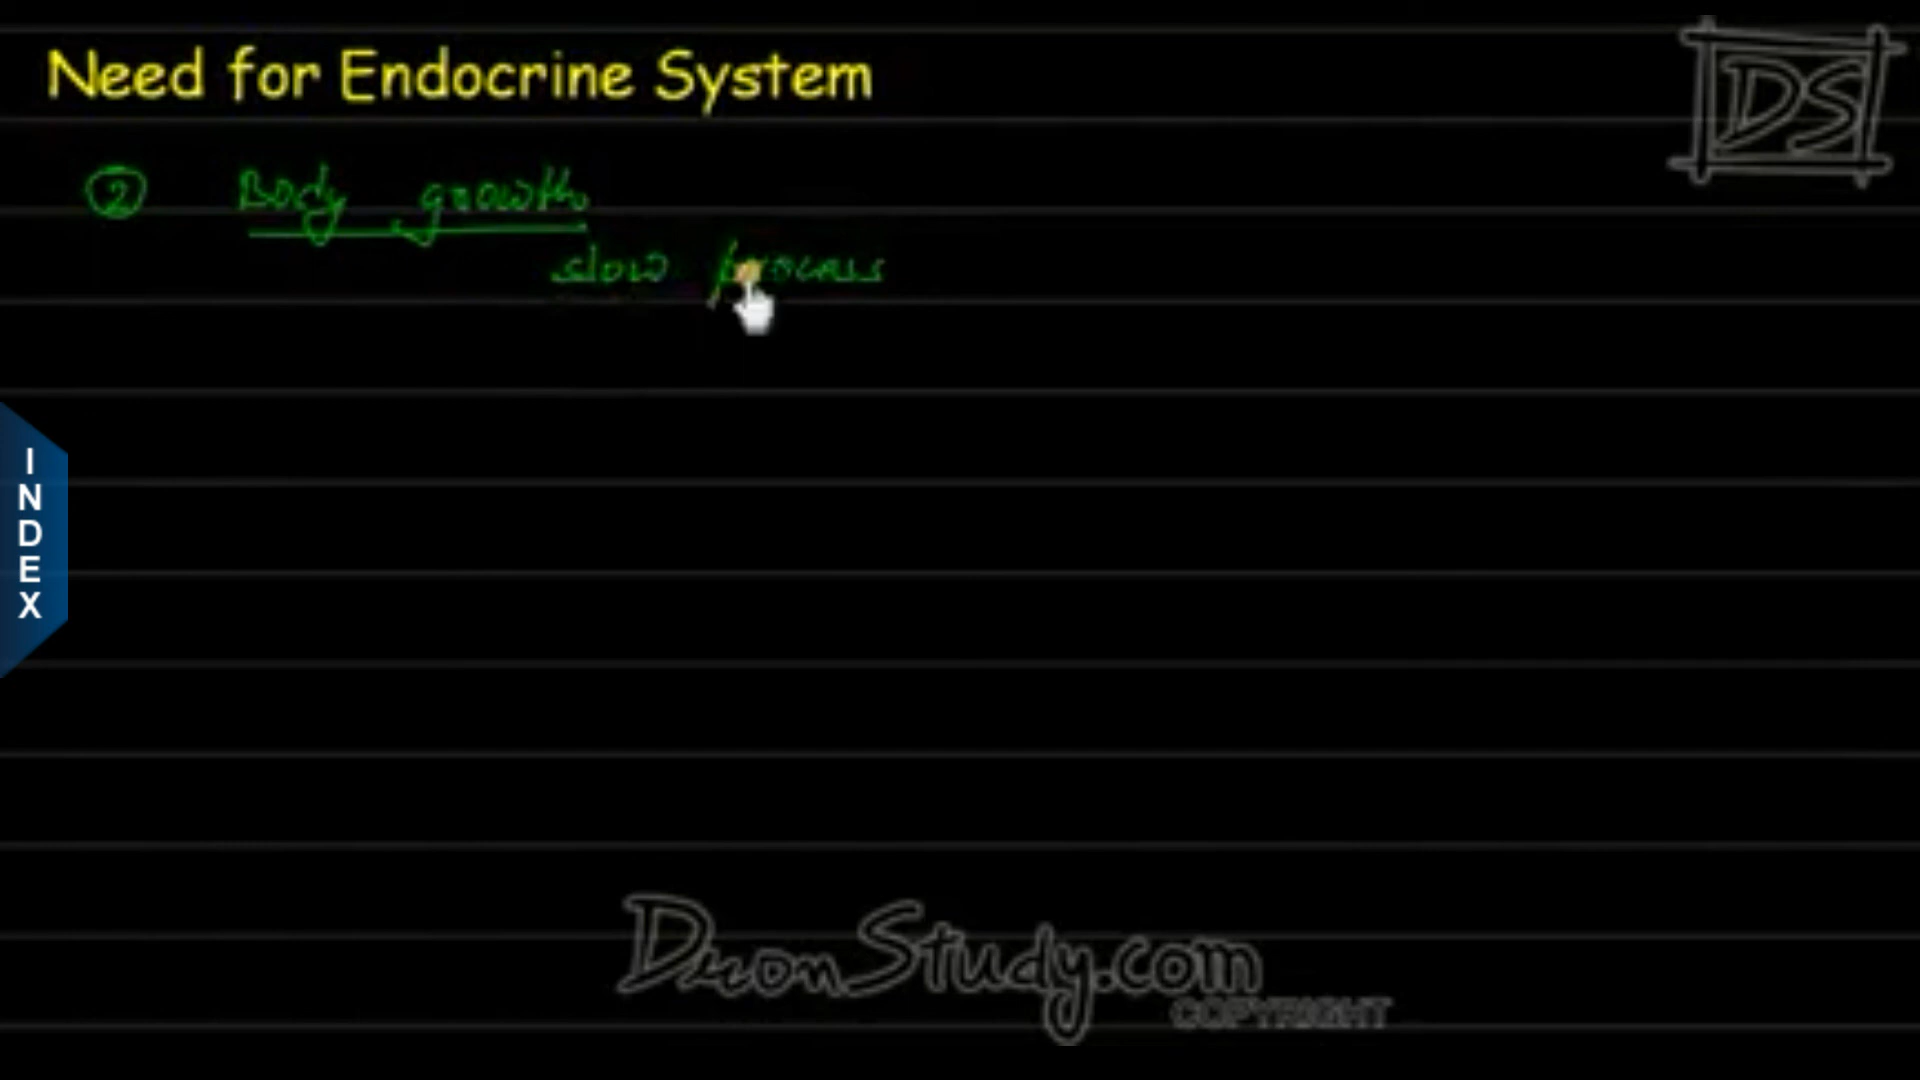 Need for Endocrine System
DS
② Body growth
slow process
INDEX
DronStudy.com
COPYRIGHT